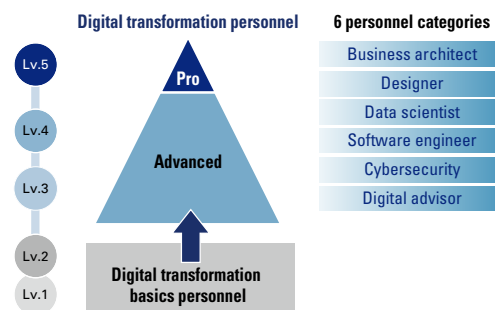 Digital transformation personnel
6 personnel categories
Lv.5
Lv.4
Lv.3
Lv.2
Lv.1
Pro
Advanced
Digital transformation
basics personnel
Business architect
Designer
Data scientist
Software engineer
Cybersecurity
Digital advisor